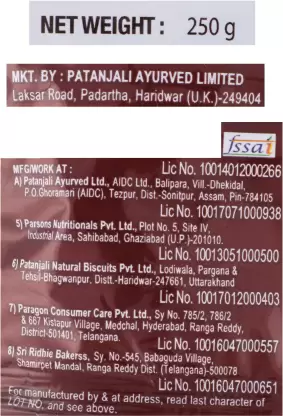 NET WEIGHT : 250 g
MKT. BY : PATANJALI AYURVED LIMITED
Laksar Road, Padartha, Haridwar (U.K.)-249404
fssai
MFG/WORK AT : Lic No. 10014012000266
A) Patanjali Ayurved Ltd., AIDC Ltd., Balipara, Vill.-Dhekidal,
P.O.Ghoramari (AIDC), Tezpur, Dist.-Sonitpur, Assam, Pin-784105
Lic No. 10017071000938
5) Parsons Nutritionals Pvt. Ltd., Plot No. 5, Site IV,
Industrial Area, Sahibabad, Ghaziabad (U.P.)-201010.
Lic No. 10013051000500
6) Patanjali Natural Biscuits Pvt. Ltd., Lodiwala, Pargana &
Tehsil-Bhagwanpur, Distt.-Haridwar-247661, Uttarakhand
Lic No. 10017012000403
7) Paragon Consumer Care Pvt. Ltd., Sy No. 785/2, 786/2
& 667 Kistapur Village, Medchal, Hyderabad, Ranga Reddy,
District-501401, Telangana.
Lic No. 10016047000557
8) Sri Ridhie Bakerss, Sy. No.-545, Babaguda Village,
Shamirpet Mandal, Ranga Reddy Dist. (Telangana)-500078
Lic No. 10016047000651
For manufactured by & at address, read last character of
LOT NO. and see above.